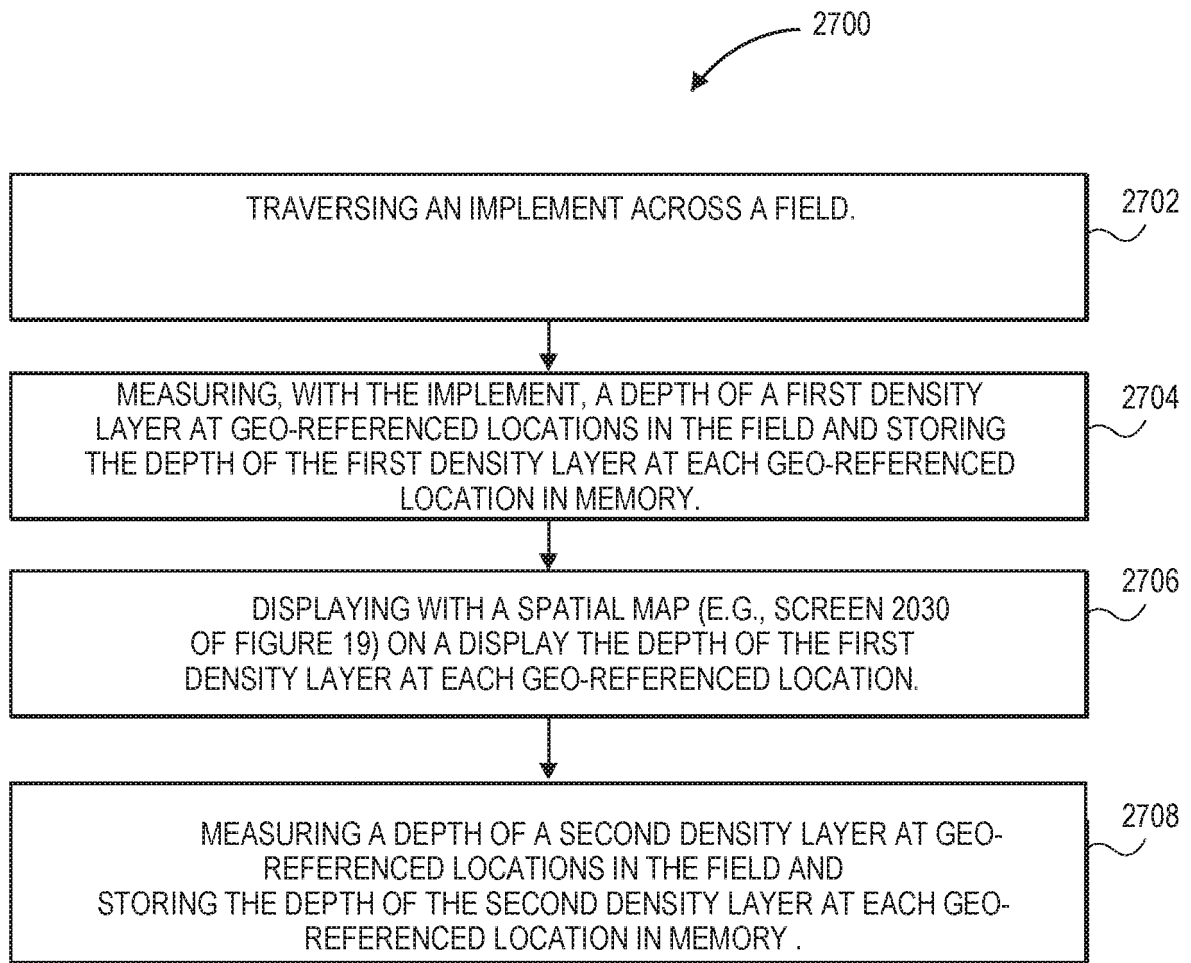 2700
TRAVERSING AN IMPLEMENT ACROSS A FIELD.
2702
MEASURING, WITH THE IMPLEMENT, A DEPTH OF A FIRST DENSITY
LAYER AT GEO-REFERENCED LOCATIONS IN THE FIELD AND STORING
THE DEPTH OF THE FIRST DENSITY LAYER AT EACH GEO-REFERENCED
LOCATION IN MEMORY.
2704
DISPLAYING WITH A SPATIAL MAP (E.G., SCREEN 2030
OF FIGURE 19) ON A DISPLAY THE DEPTH OF THE FIRST
DENSITY LAYER AT EACH GEO-REFERENCED LOCATION.
2706
MEASURING A DEPTH OF A SECOND DENSITY LAYER AT GEO-
REFERENCED LOCATIONS IN THE FIELD AND
STORING THE DEPTH OF THE SECOND DENSITY LAYER AT EACH GEO-
REFERENCED LOCATION IN MEMORY .
2708